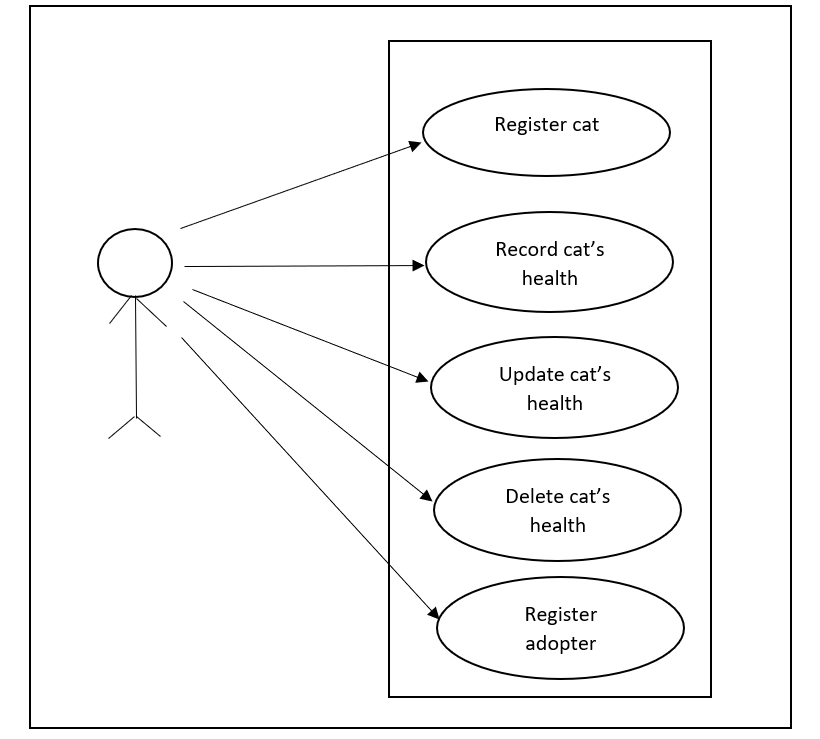 Register cat
Record cat’s
health
Update cat’s
health
Delete cat’s
health
Register
adopter